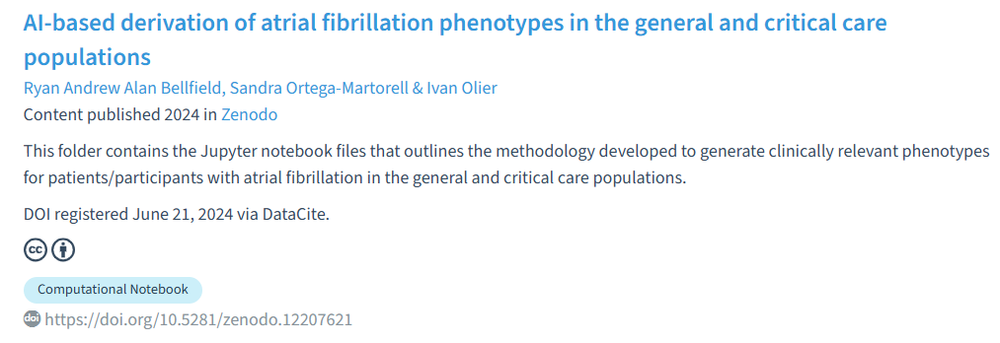 AI-based derivation of atrial fibrillation phenotypes in the general and critical care
populations
Ryan Andrew Alan Bellfield, Sandra Ortega-Martorell & Ivan Olier
Content published 2024 in Zenodo
This folder contains the Jupyter notebook files that outlines the methodology developed to generate clinically relevant phenotypes
for patients/participants with atrial fibrillation in the general and critical care populations.
DOI registered June 21, 2024 via DataCite.
cc
Computational Notebook
doi https://doi.org/10.5281/zenodo.12207621